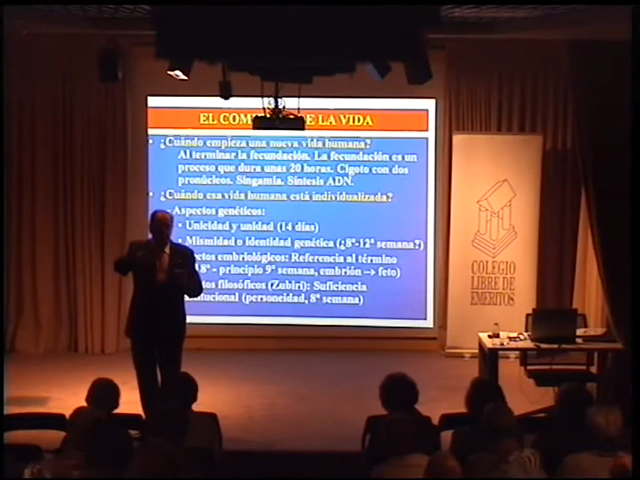 EL COM DE LA VIDA
• ¿Cuándo empieza una nueva vida humana?
Al terminar la fecundación. La fecundación es un
proceso que dura unas 20 horas. Cigoto con dos
pronúcleos. Singamia. Síntesis ADN.
• ¿Cuándo esa vida humana está individualizada?
Aspectos genéticos:
• Unicidad y unidad (14 días)
• Mismidad o identidad genética (¿8ª-12ª semana?)
ectos embriológicos: Referencia al término
8ª - principio 9ª semana, embrión → feto)
tos filosóficos (Zubiri): Suficiencia
itucional (personeidad, 8ª semana)
COLEGIO
LIBRE DE
EMERITOS